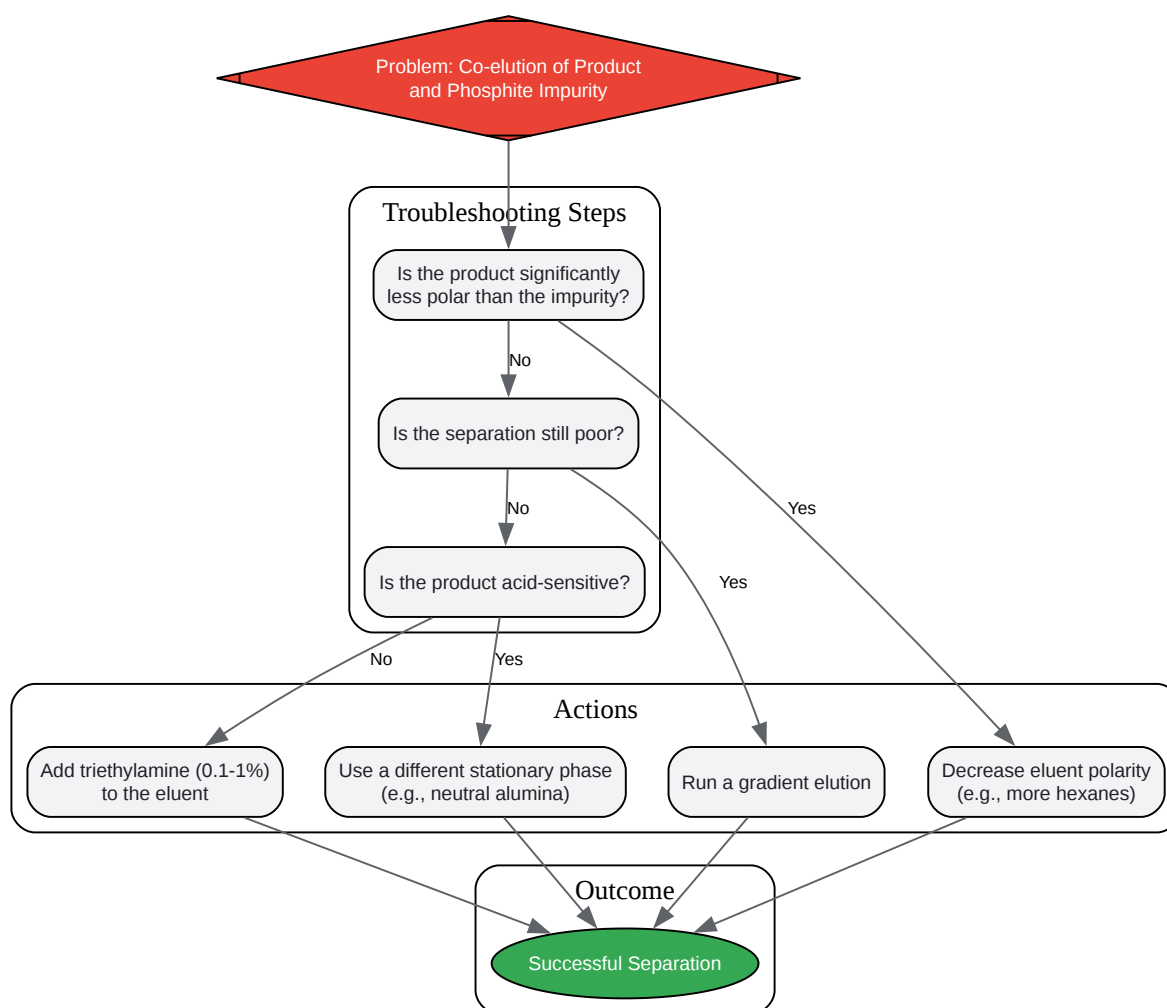 Problem: Co-elution of Product
and Phosphite Impurity
Troubleshooting Steps
Is the product significantly
less polar than the impurity?
No
Yes
Is the separation still poor?
No
Yes
Is the product acid-sensitive?
No
Yes
Actions
Add triethylamine (0.1-1%)
to the eluent
Use a different stationary phase
(e.g., neutral alumina)
Run a gradient elution
Decrease eluent polarity
(e.g., more hexanes)
Outcome
Successful Separation